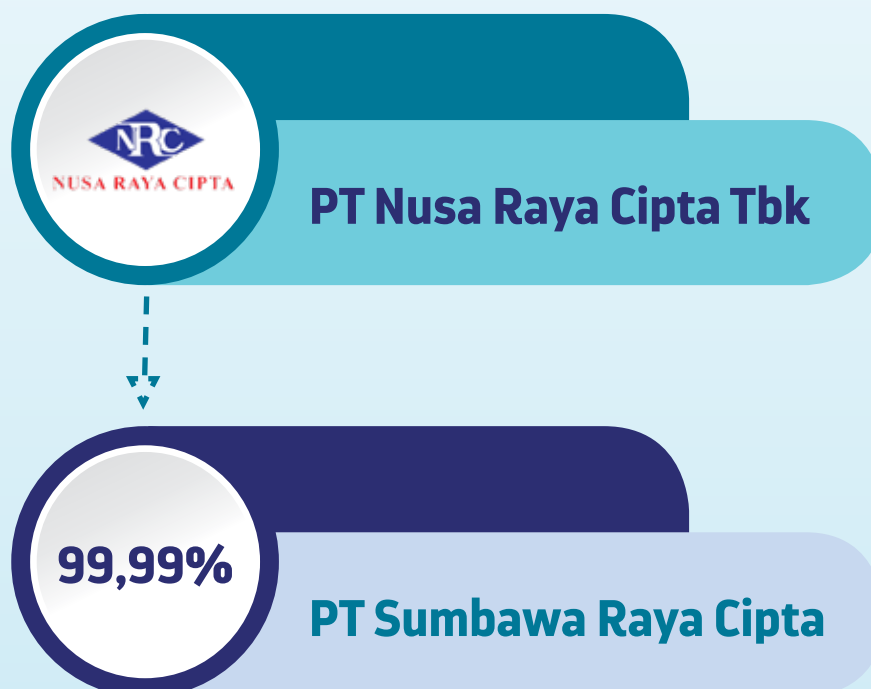 NRC
NUSA RAYA CIPTA
PT Nusa Raya Cipta Tbk
99,99%
PT Sumbawa Raya Cipta